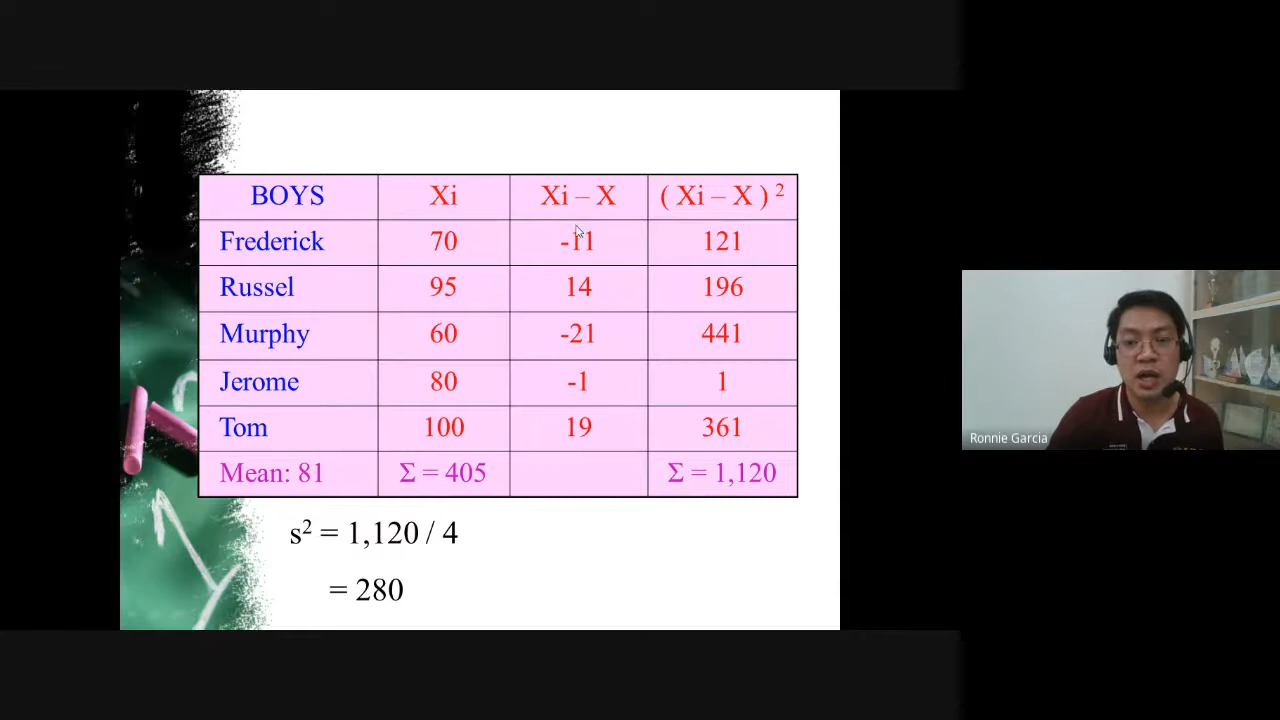 BOYS Xi Xi – X ( Xi – X ) ²
Frederick 70 -11 121
Russel 95 14 196
Murphy 60 -21 441
Jerome 80 -1 1
Tom 100 19 361
Mean: 81 Σ = 405 Σ = 1,120
s² = 1,120 / 4
= 280
Ronnie Garcia